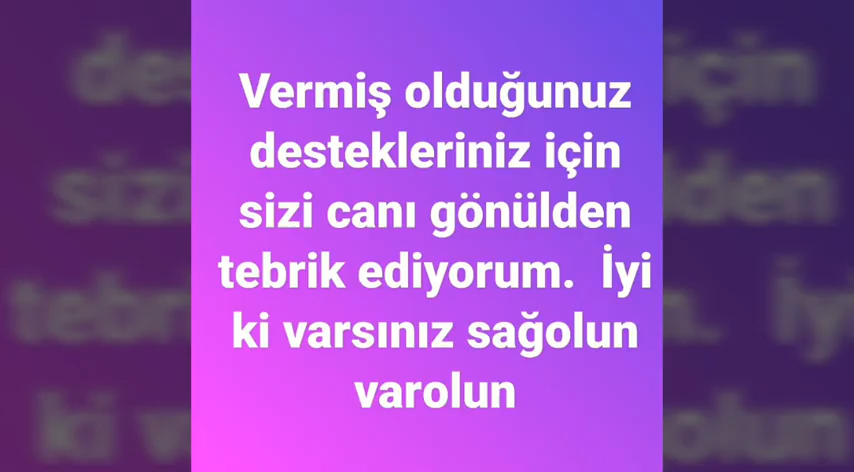 Vermiş olduğunuz
destekleriniz için
sizi canı gönülden
tebrik ediyorum.  İyi
ki varsınız sağolun
varolun